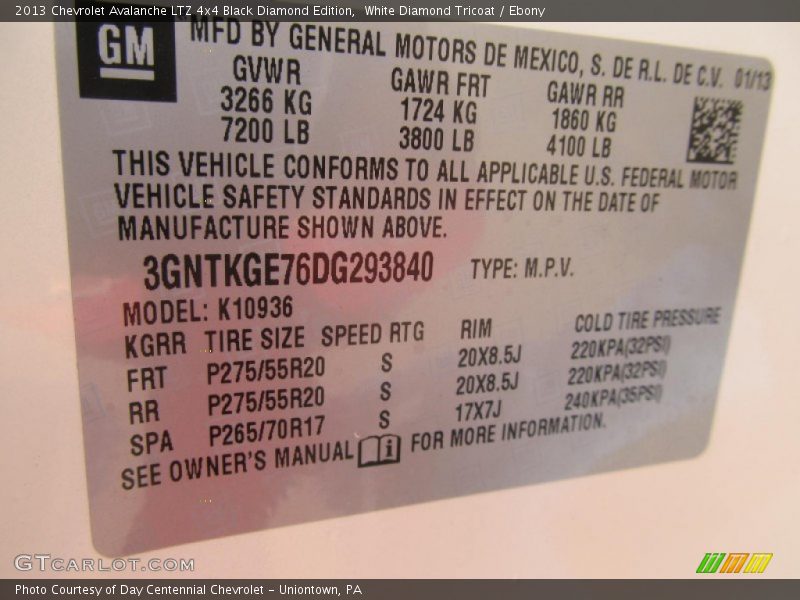 2013 Chevrolet Avalanche LTZ 4x4 Black Diamond Edition, White Diamond Tricoat / Ebony
GM
MFD BY GENERAL MOTORS DE MEXICO, S. DE R.L. DE C.V. 01/13
GVWR GAWR FRT GAWR RR
3266 KG 1724 KG 1860 KG
7200 LB 3800 LB 4100 LB
THIS VEHICLE CONFORMS TO ALL APPLICABLE U.S. FEDERAL MOTOR
VEHICLE SAFETY STANDARDS IN EFFECT ON THE DATE OF
MANUFACTURE SHOWN ABOVE.
3GNTKGE76DG293840 TYPE: M.P.V.
MODEL: K10936
KGRR TIRE SIZE SPEED RTG RIM COLD TIRE PRESSURE
FRT P275/55R20 S 20X8.5J 220KPA(32PSI)
RR P275/55R20 S 20X8.5J 220KPA(32PSI)
SPA P265/70R17 S 17X7J 240KPA(35PSI)
SEE OWNER'S MANUAL i FOR MORE INFORMATION.
GTCARLOT.COM
Photo Courtesy of Day Centennial Chevrolet - Uniontown, PA